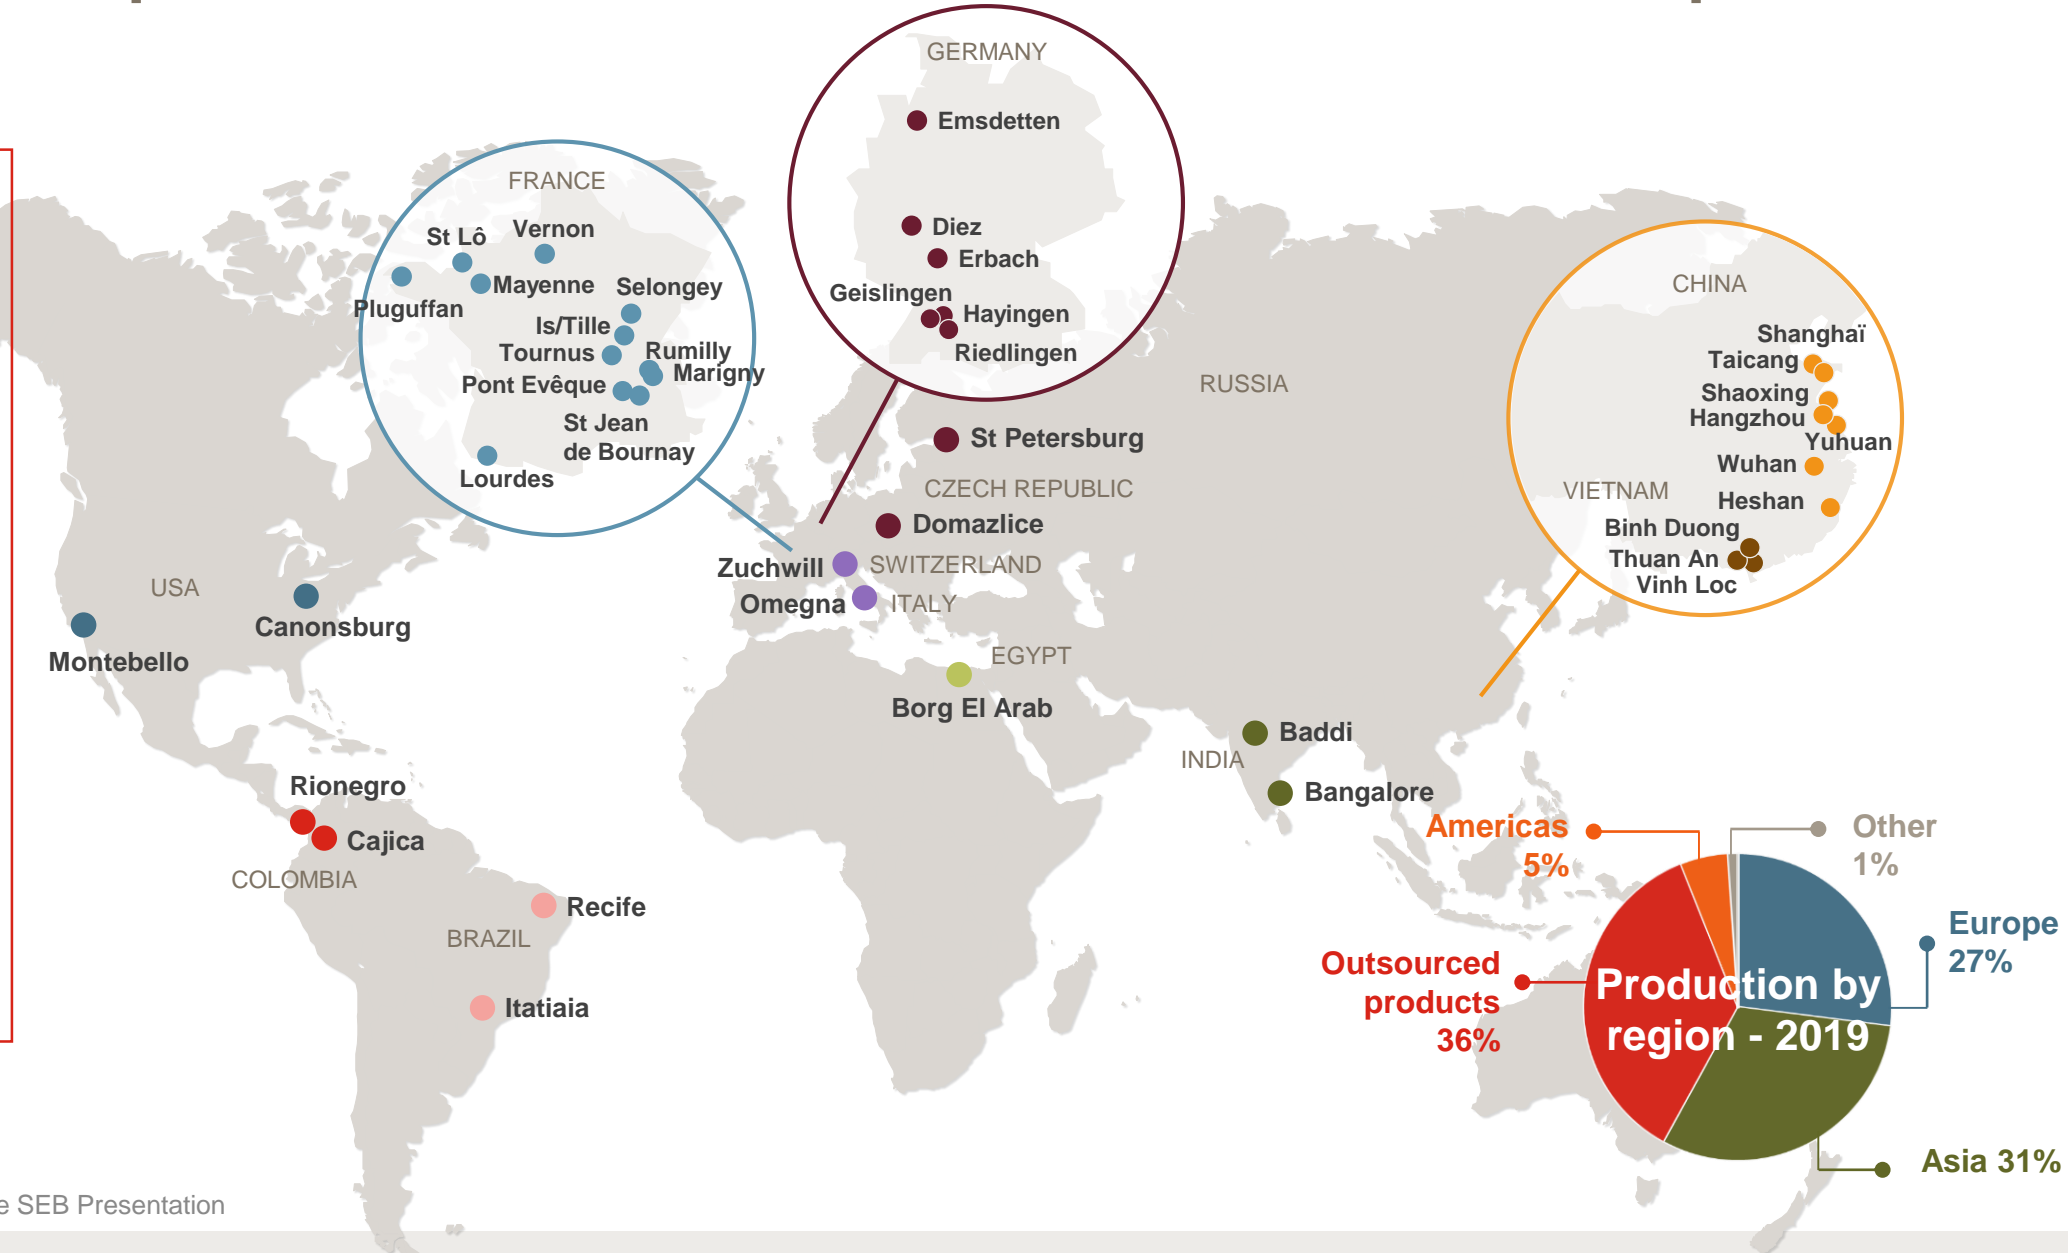 GERMANY
Emsdetten
Diez
Erbach
Geislingen
Hayingen
Riedlingen
FRANCE
Vernon
St Lô
Mayenne
Selongey
Pluguffan
Is/Tille
Tournus
Rumilly
Marigny
Pont Evêque
St Jean
de Bournay
Lourdes
CHINA
Shanghaï
Taicang
Shaoxing
Hangzhou
Yuhuan
Wuhan
Heshan
VIETNAM
Binh Duong
Thuan An
Vinh Loc
RUSSIA
St Petersburg
CZECH REPUBLIC
Domazlice
Zuchwill
SWITZERLAND
Omegna
ITALY
USA
Canonsburg
Montebello
EGYPT
Borg El Arab
Baddi
INDIA
Bangalore
Rionegro
Cajica
COLOMBIA
Recife
BRAZIL
Itatiaia
Americas
5%
Other
1%
Europe
27%
Outsourced
products
36%
Production by
region - 2019
Asia 31%
e SEB Presentation